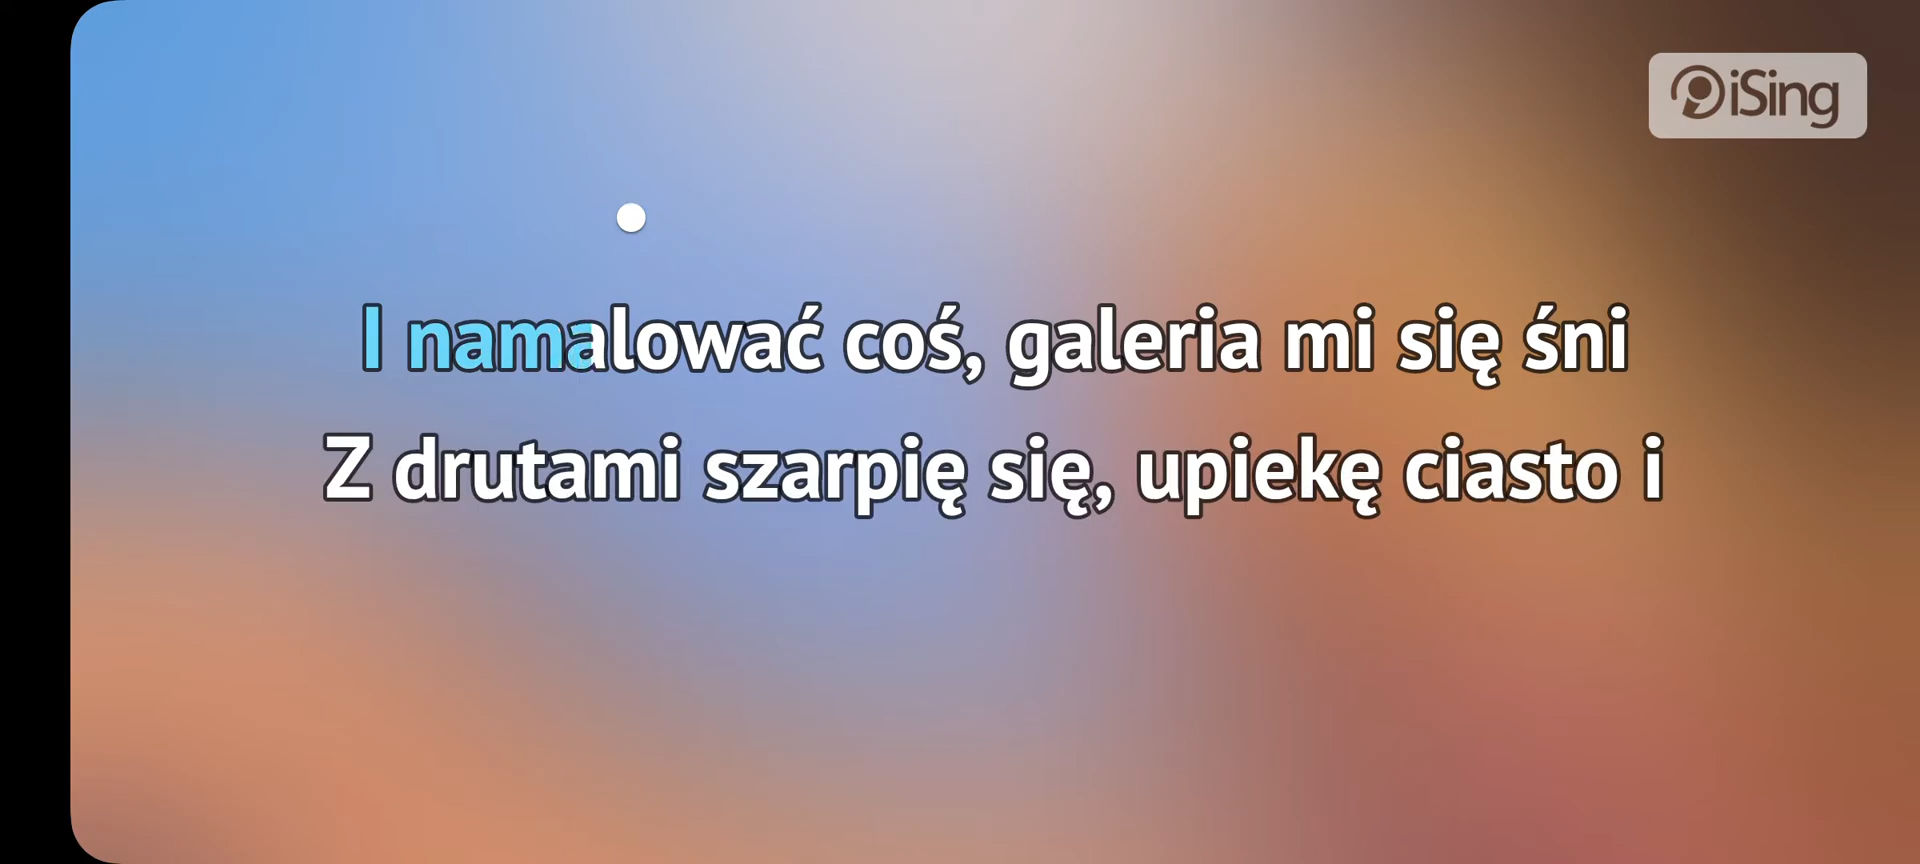 iSing
I namalować coś, galeria mi się śni
Z drutami szarpię się, upiekę ciasto i